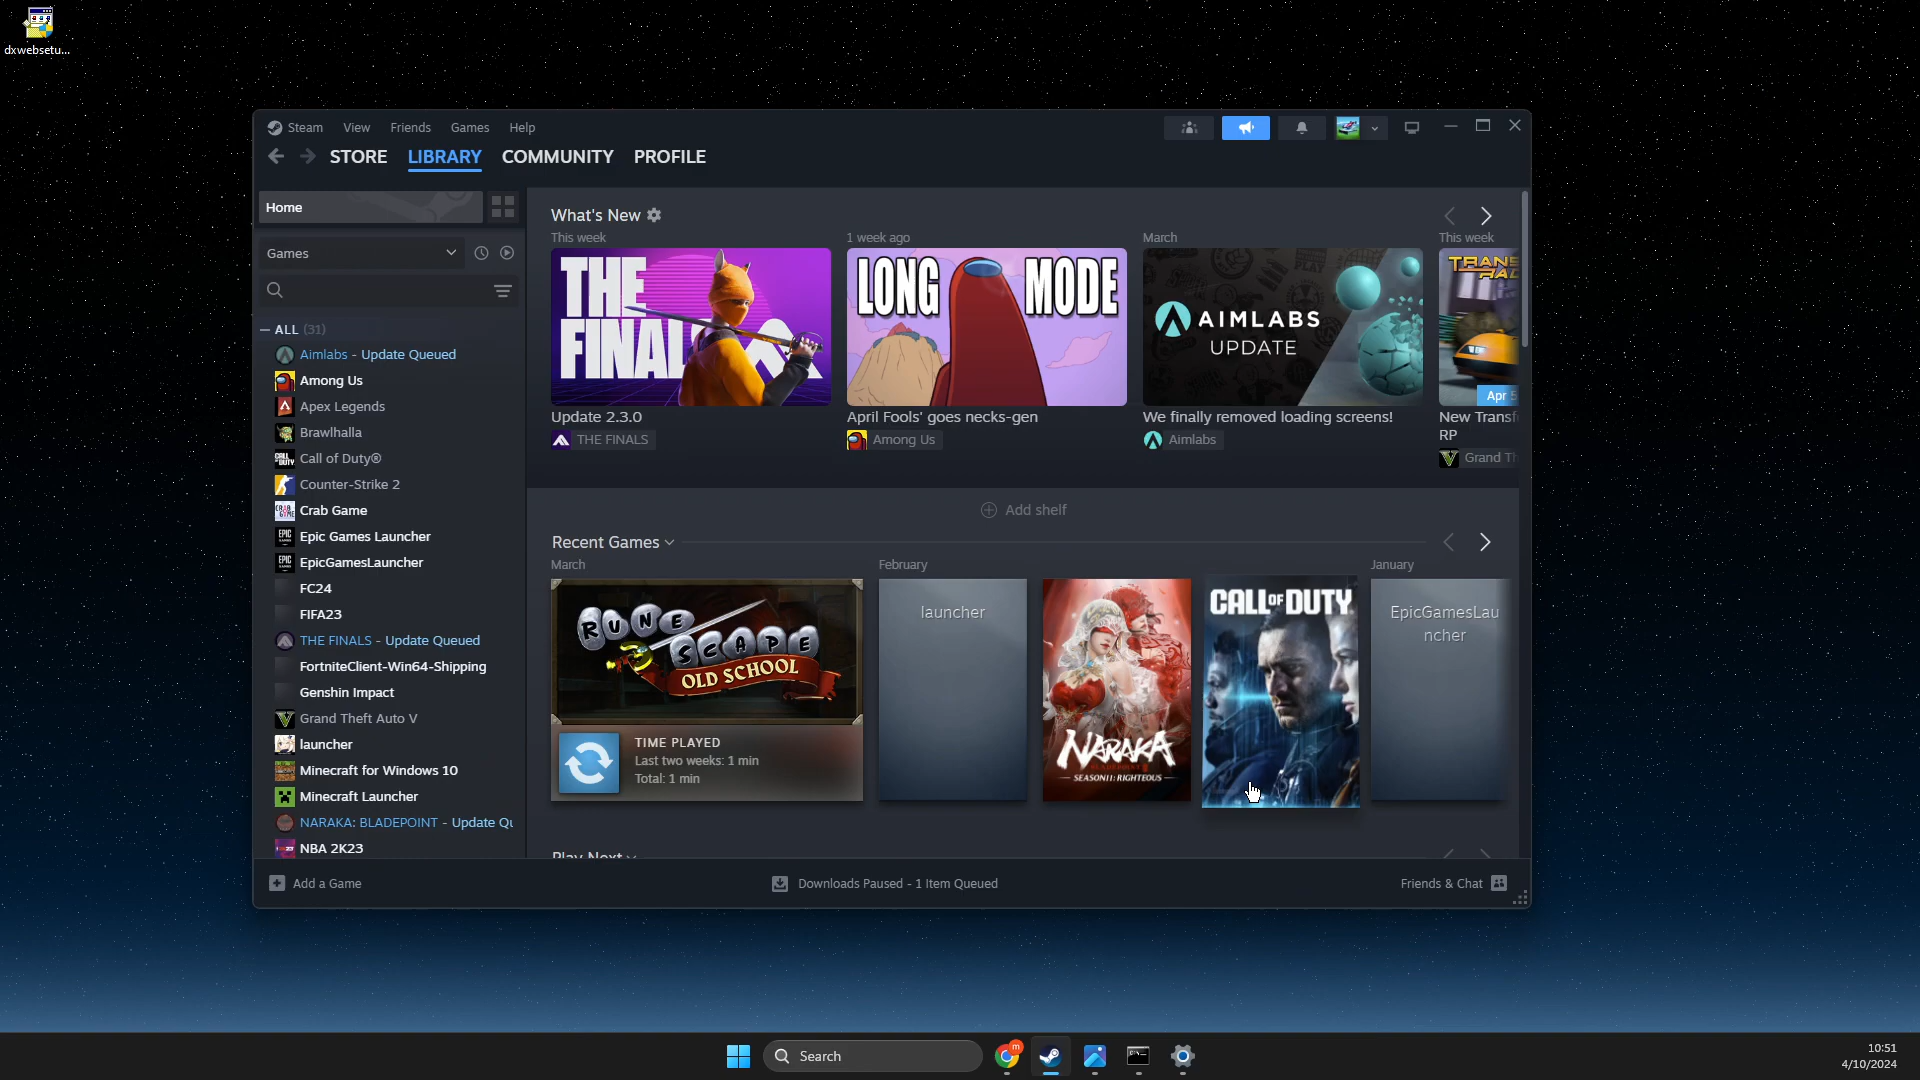 dxwebsetu...
Steam View Friends Games Help
STORE LIBRARY COMMUNITY PROFILE
Home
Games
ALL (31)
Aimlabs - Update Queued
Among Us
Apex Legends
Brawlhalla
Call of Duty®
Counter-Strike 2
Crab Game
Epic Games Launcher
EpicGamesLauncher
FC24
FIFA23
THE FINALS - Update Queued
FortniteClient-Win64-Shipping
Genshin Impact
Grand Theft Auto V
launcher
Minecraft for Windows 10
Minecraft Launcher
NARAKA: BLADEPOINT - Update Qu
NBA 2K23
What's New
This week
THE
FINAL
Update 2.3.0
THE FINALS
1 week ago
LONG MODE
April Fools' goes necks-gen
Among Us
March
AIMLABS
UPDATE
We finally removed loading screens!
Aimlabs
This week
Apr 5
New Transf
RP
Grand Th
Add shelf
Recent Games
March
RUNE SCAPE
OLD SCHOOL
TIME PLAYED
Last two weeks: 1 min
Total: 1 min
February
launcher
NARAKA
SEASON11: RIGHTEOUS
CALL OF DUTY
January
EpicGamesLau
ncher
Play Next
Add a Game
Downloads Paused - 1 Item Queued
Friends & Chat
Search
10:51
4/10/2024